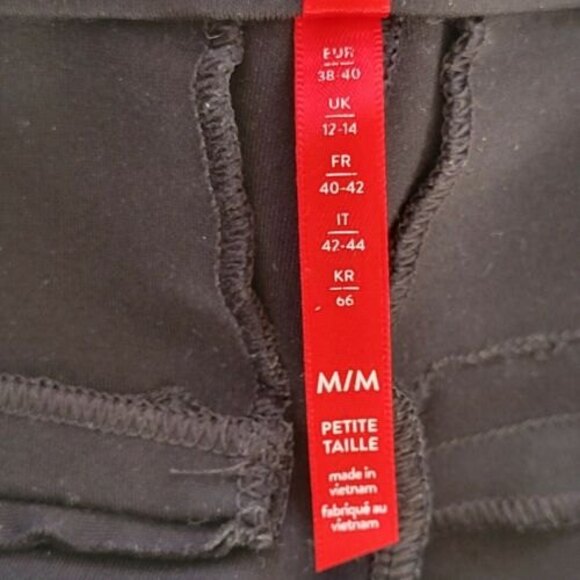 EUR
38-40
UK
12-14
FR
40-42
IT
42-44
KR
66
M/M
PETITE
TAILLE
made in
vietnam
fabriqué au
vietnam